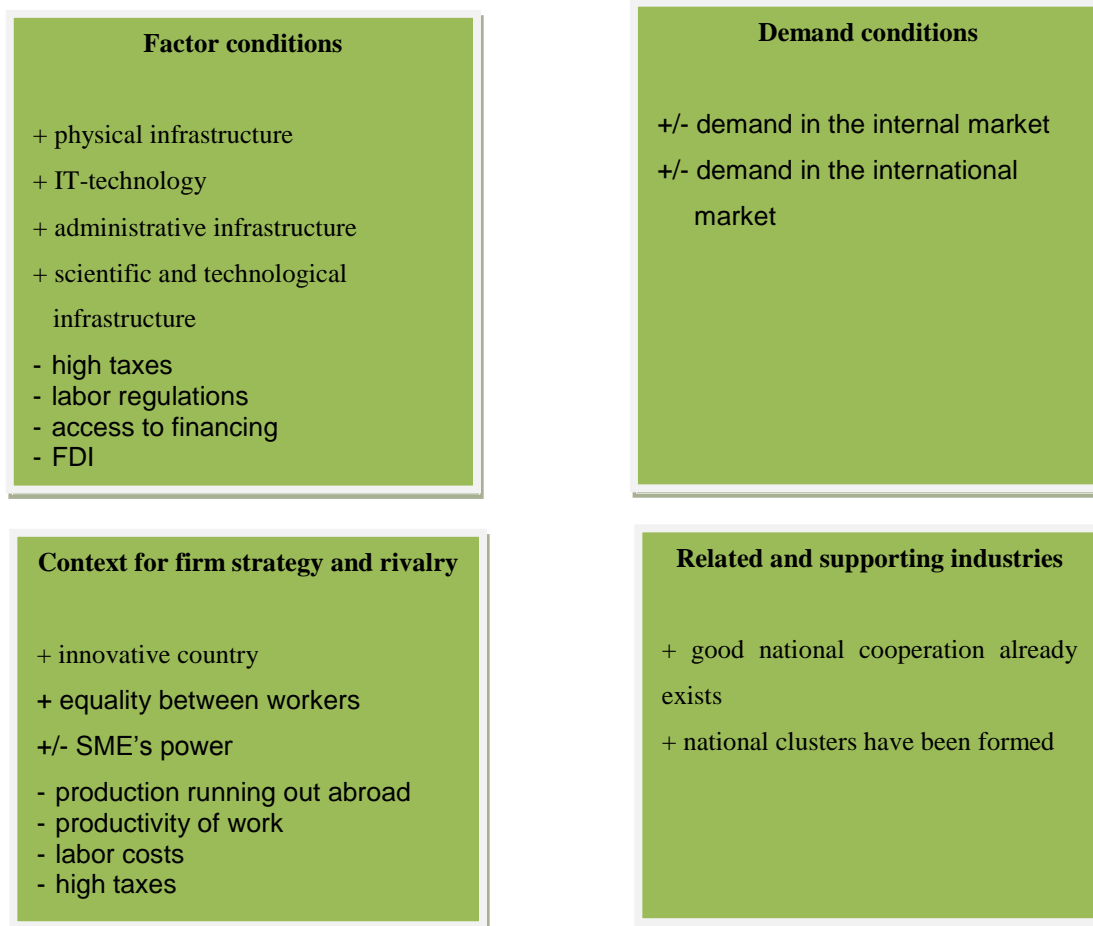 Factor conditions
+ physical infrastructure
+ IT-technology
+ administrative infrastructure
+ scientific and technological
infrastructure
- high taxes
- labor regulations
- access to financing
- FDI
Demand conditions
+/- demand in the internal market
+/- demand in the international
market
Context for firm strategy and rivalry
+ innovative country
+ equality between workers
+/- SME's power
- production running out abroad
- productivity of work
- labor costs
- high taxes
Related and supporting industries
+ good national cooperation already
exists
+ national clusters have been formed